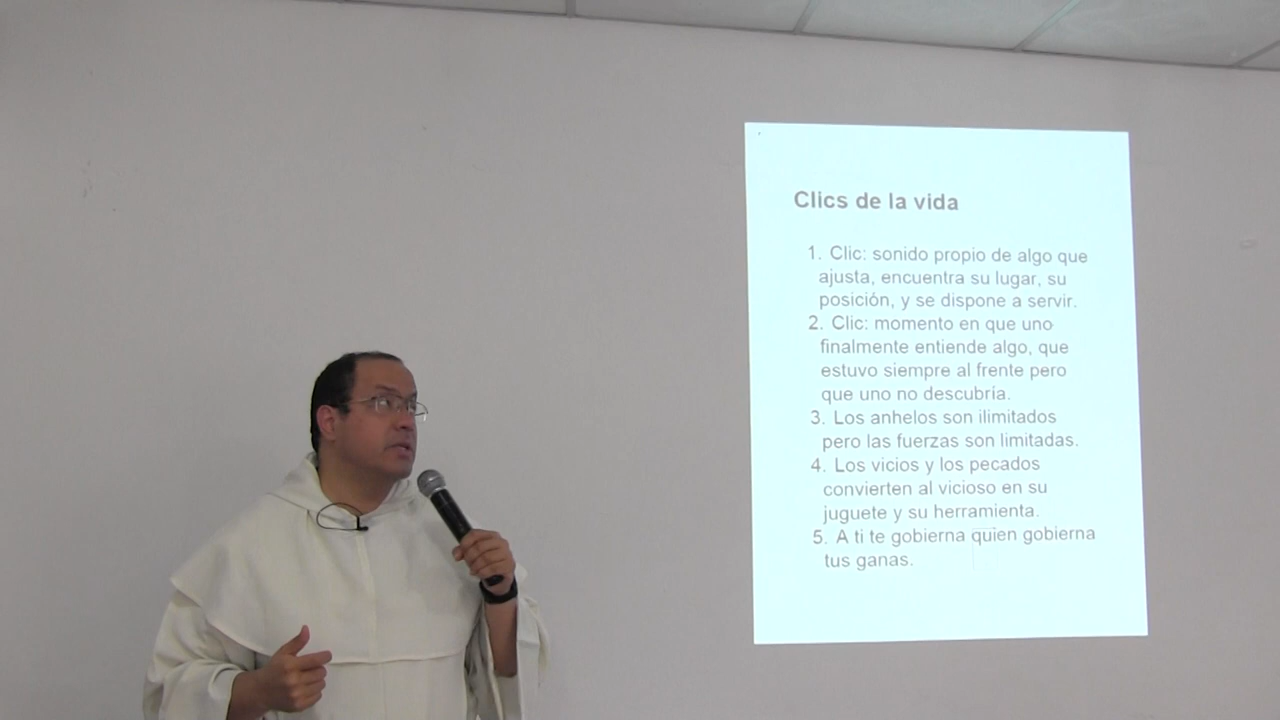 Clics de la vida
1. Clic: sonido propio de algo que
ajusta, encuentra su lugar, su
posición, y se dispone a servir.
2. Clic: momento en que uno
finalmente entiende algo, que
estuvo siempre al frente pero
que uno no descubría.
3. Los anhelos son ilimitados
pero las fuerzas son limitadas.
4. Los vicios y los pecados
convierten al vicioso en su
juguete y su herramienta.
5. A ti te gobierna quien gobierna
tus ganas.